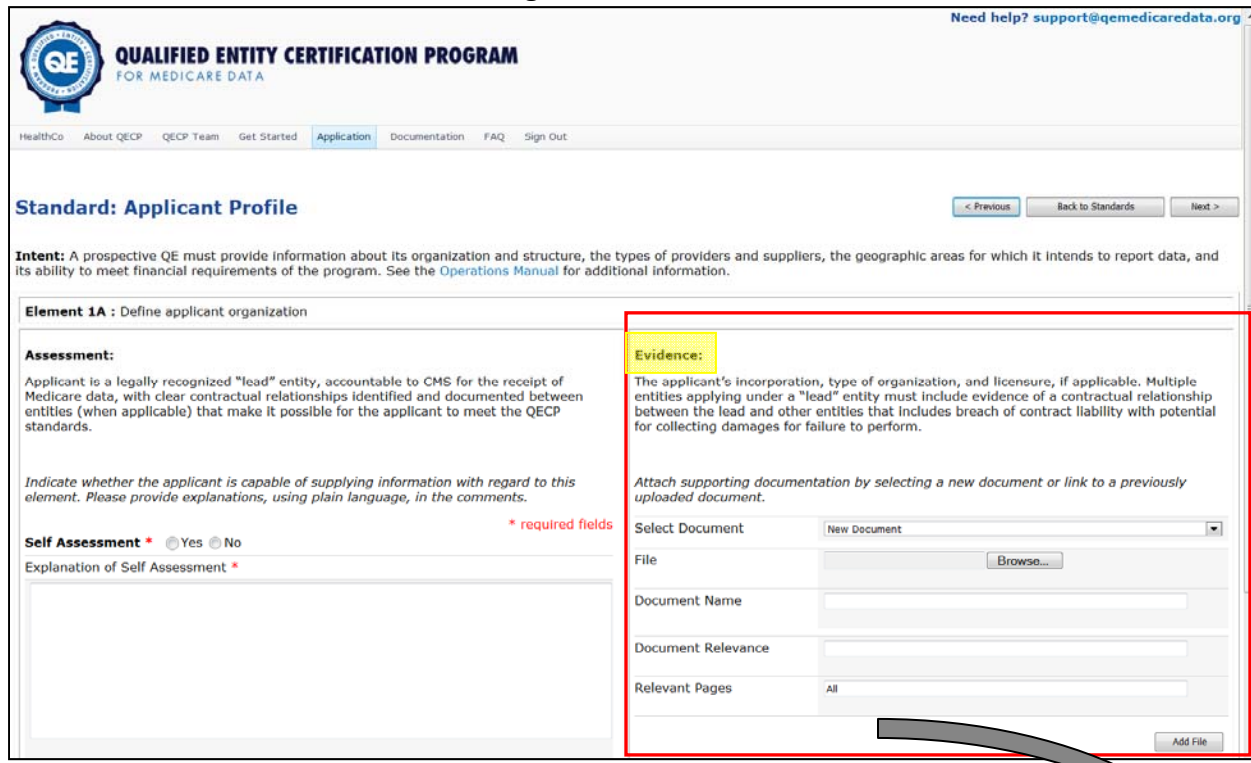 Need help? support@qemedicaredata.org
QE
QUALIFIED ENTITY CERTIFICATION PROGRAM
FOR MEDICARE DATA
HealthCo About QECP QECP Team Get Started Application Documentation FAQ Sign Out
Standard: Applicant Profile
< Previous Back to Standards Next >
Intent: A prospective QE must provide information about its organization and structure, the types of providers and suppliers, the geographic areas for which it intends to report data, and
its ability to meet financial requirements of the program. See the Operations Manual for additional information.
Element 1A : Define applicant organization
Assessment:
Applicant is a legally recognized “lead” entity, accountable to CMS for the receipt of
Medicare data, with clear contractual relationships identified and documented between
entities (when applicable) that make it possible for the applicant to meet the QECP
standards.
Indicate whether the applicant is capable of supplying information with regard to this
element. Please provide explanations, using plain language, in the comments.
* required fields
Self Assessment * Yes No
Explanation of Self Assessment *
Evidence:
The applicant’s incorporation, type of organization, and licensure, if applicable. Multiple
entities applying under a “lead” entity must include evidence of a contractual relationship
between the lead and other entities that includes breach of contract liability with potential
for collecting damages for failure to perform.
Attach supporting documentation by selecting a new document or link to a previously
uploaded document.
Select Document New Document
File Browse...
Document Name
Document Relevance
Relevant Pages All
Add File